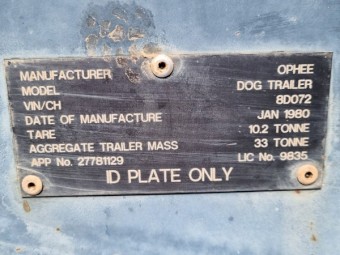 MANUFACTURER OPHEE
MODEL DOG TRAILER
VIN/CH 8D072
DATE OF MANUFACTURE JAN 1980
TARE 10.2 TONNE
AGGREGATE TRAILER MASS 33 TONNE
APP No. 27781129 LIC No. 9835
ID PLATE ONLY